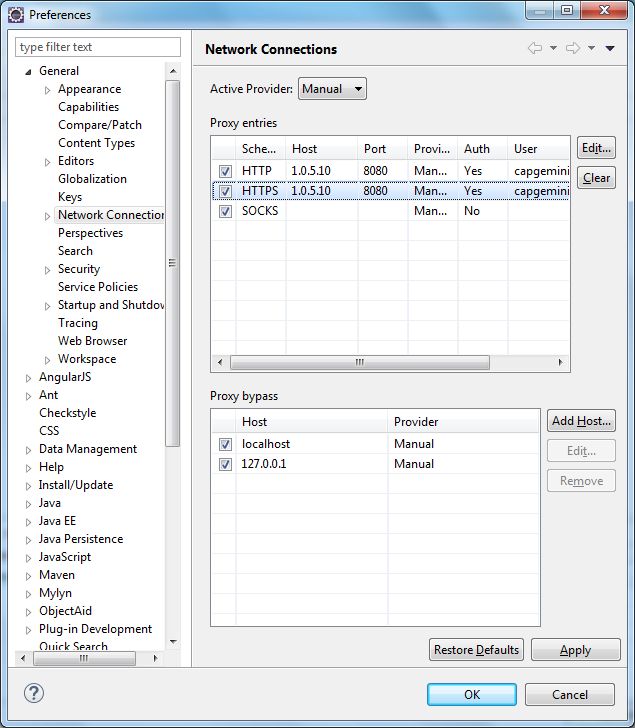 Preferences
type filter text
General
Appearance
Capabilities
Compare/Patch
Content Types
Editors
Globalization
Keys
Network Connection
Perspectives
Search
Security
Service Policies
Startup and Shutdow
Tracing
Web Browser
Workspace
AngularJS
Ant
Checkstyle
CSS
Data Management
Help
Install/Update
Java
Java EE
Java Persistence
JavaScript
Maven
Mylyn
ObjectAid
Plug-in Development
Quick Search
Network Connections
Active Provider: Manual
Proxy entries
Sche... Host Port Provi... Auth User
HTTP 1.0.5.10 8080 Man... Yes capgemini
HTTPS 1.0.5.10 8080 Man... Yes capgemini
SOCKS Man... No
Edit...
Clear
Proxy bypass
Host Provider
localhost Manual
127.0.0.1 Manual
Add Host...
Edit...
Remove
Restore Defaults Apply
? OK Cancel